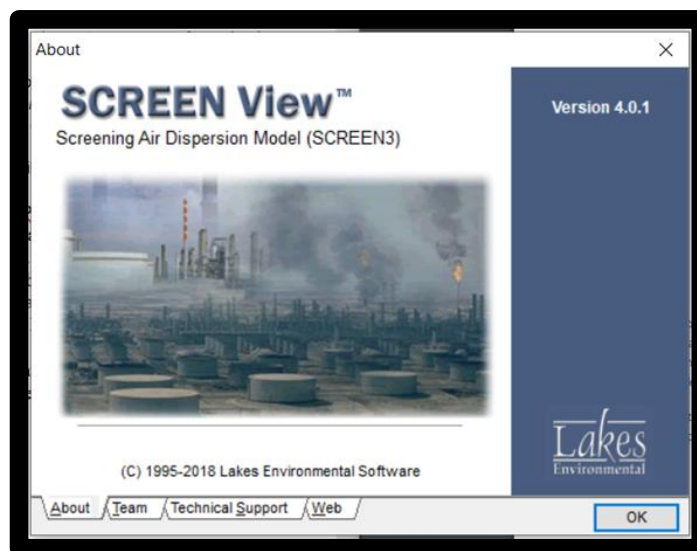 About
SCREEN View™
Version 4.0.1
Screening Air Dispersion Model (SCREEN3)
Lakes
Environmental
(C) 1995-2018 Lakes Environmental Software
About Team Technical Support Web
OK